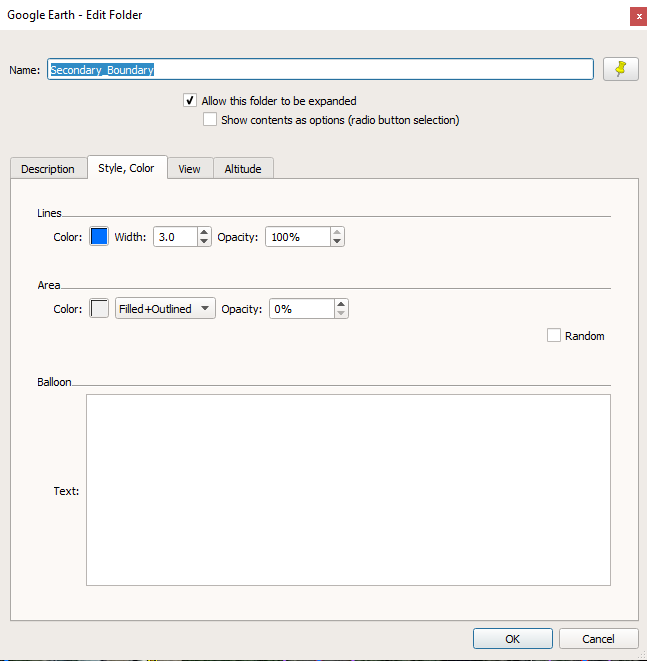 Google Earth - Edit Folder
x
Name: Secondary_Boundary
Allow this folder to be expanded
Show contents as options (radio button selection)
Description Style, Color View Altitude
Lines
Color: Width: 3.0 Opacity: 100%
Area
Color: Filled+Outlined Opacity: 0%
Random
Balloon
Text:
OK Cancel